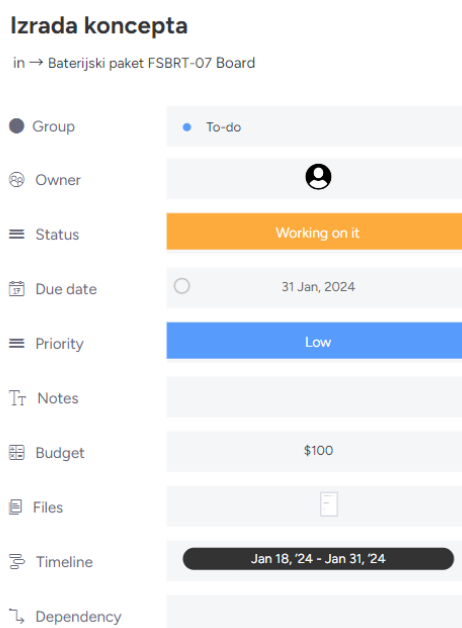 Izrada koncepta
in → Baterijski paket FSBRT-07 Board
Group To-do
Owner
Status Working on it
Due date 31 Jan, 2024
Priority Low
Notes
Budget $100
Files
Timeline Jan 18, '24 - Jan 31, '24
Dependency